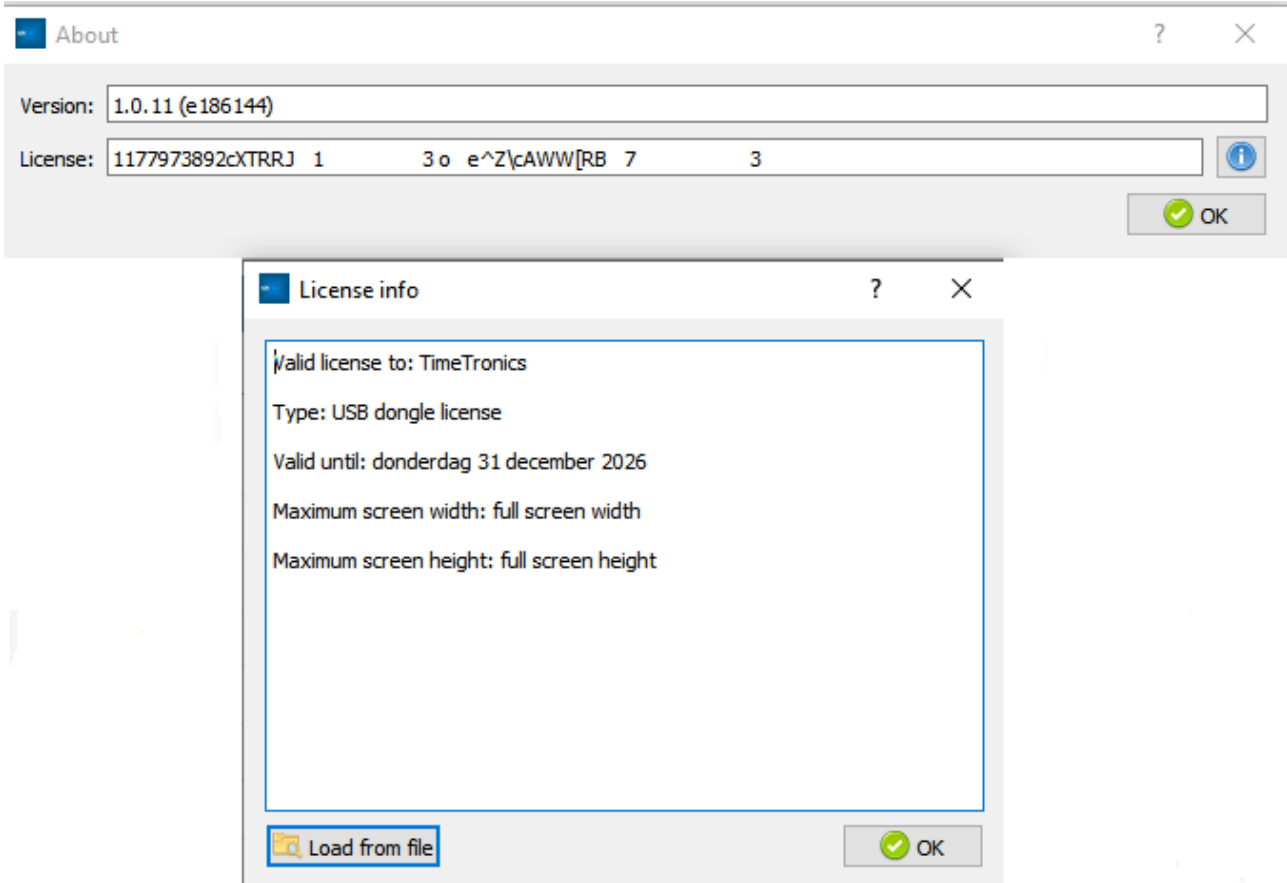 About
Version: 1.0.11 (e186144)
License: 1177973892cXTRRJ 1 3 o e^Z\cAWW[RB 7 3
OK
License info
Valid license to: TimeTronics
Type: USB dongle license
Valid until: donderdag 31 december 2026
Maximum screen width: full screen width
Maximum screen height: full screen height
Load from file OK